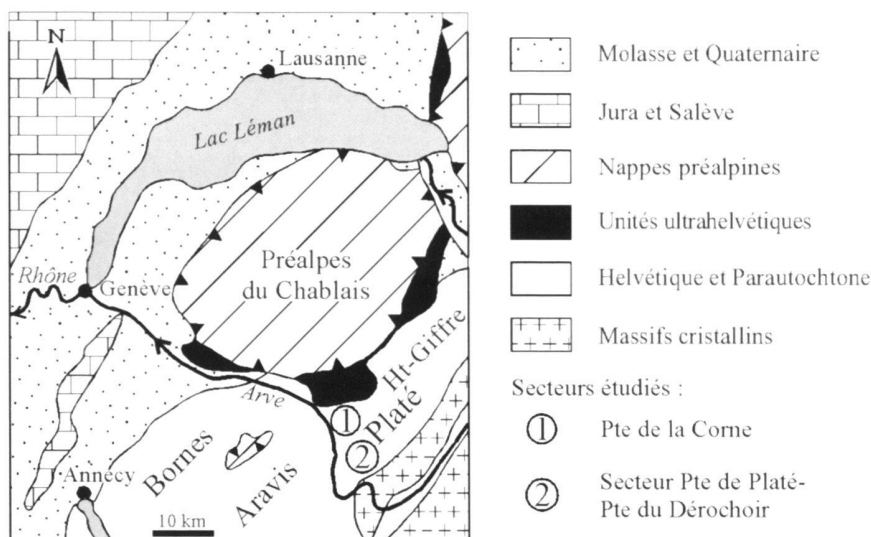 N
Lausanne
Lac Léman
Rhône
Genève
Préalpes
du Chablais
Arve
Ht-Giffre
Platé
1
2
Bornes
Aravis
Annecy
10 km
Molasse et Quaternaire
Jura et Salève
Nappes préalpines
Unités ultrahelvétiques
Helvétique et Parautochtone
Massifs cristallins
Secteurs étudiés :
1 Pte de la Corne
2 Secteur Pte de Platé-
Pte du Dérochoir